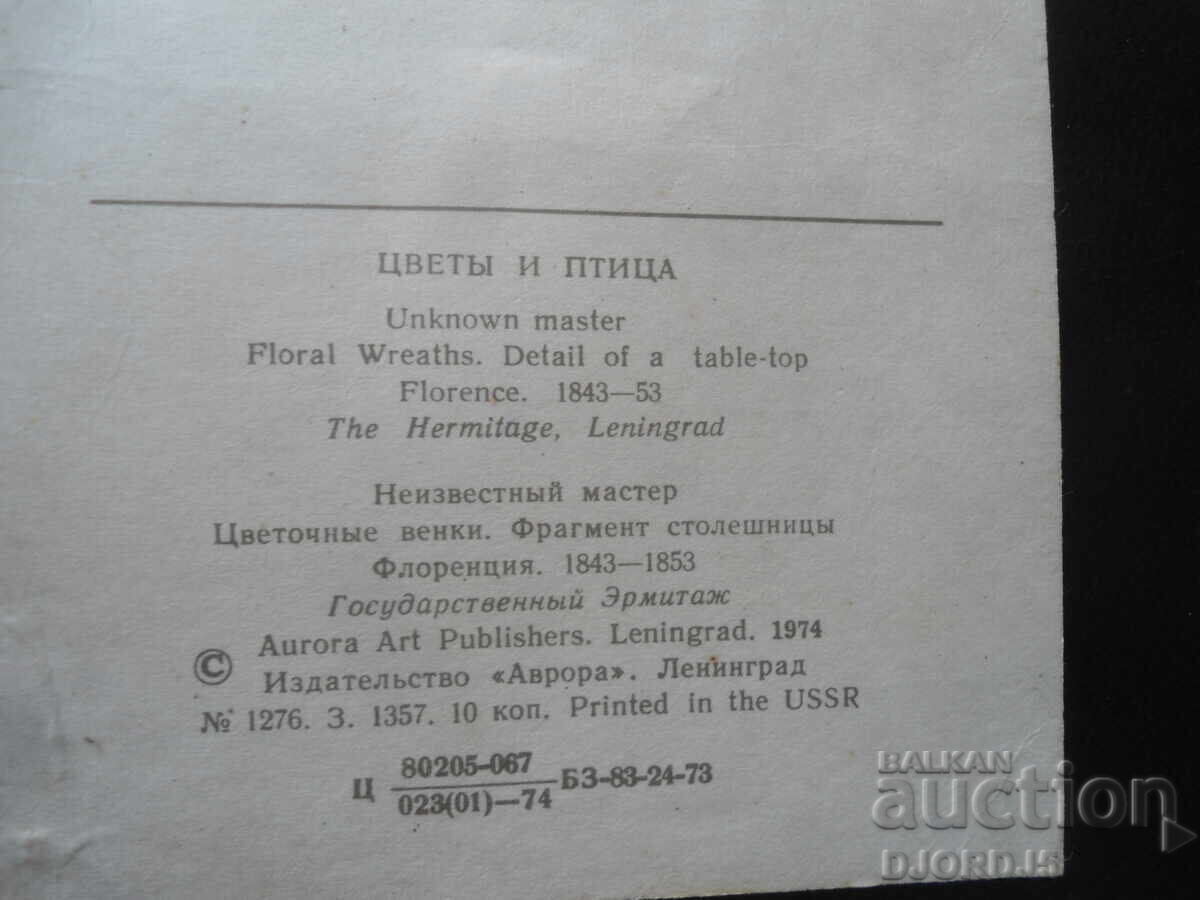 ЦВЕТЫ И ПТИЦА
Unknown master
Floral Wreaths. Detail of a table-top
Florence. 1843—53
The Hermitage, Leningrad
Неизвестный мастер
Цветочные венки. Фрагмент столешницы
Флоренция. 1843—1853
Государственный Эрмитаж
© Aurora Art Publishers. Leningrad. 1974
Издательство «Аврора». Ленинград
№ 1276. З. 1357. 10 коп. Printed in the USSR
Ц 80205-067 БЗ-83-24-73
023(01)—74
BALKAN
auction
DJORD.J5